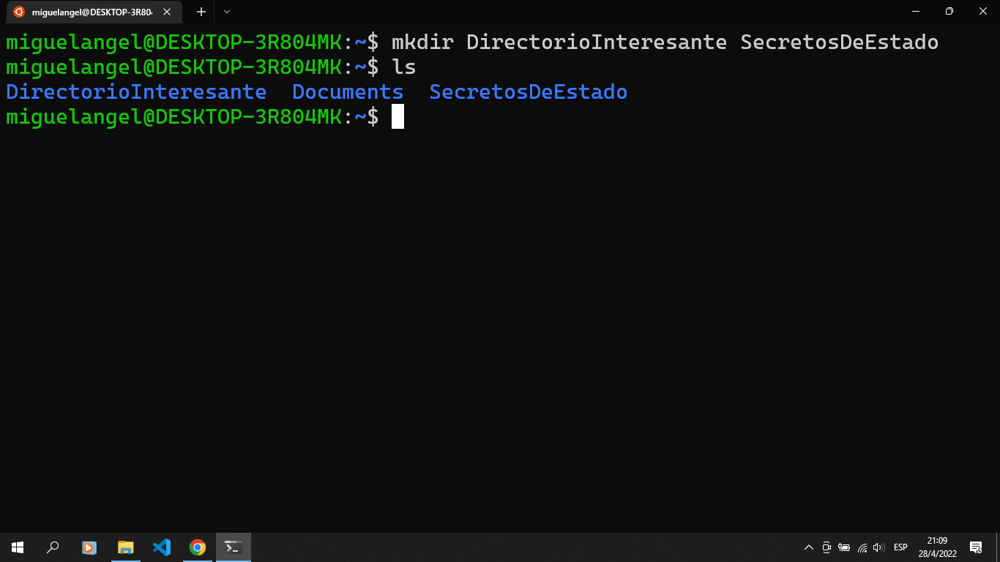 miguelangel@DESKTOP-3R804
miguelangel@DESKTOP-3R804MK:~$ mkdir DirectorioInteresante SecretosDeEstado
miguelangel@DESKTOP-3R804MK:~$ ls
DirectorioInteresante  Documents  SecretosDeEstado
miguelangel@DESKTOP-3R804MK:~$
ESP
21:09
28/4/2022